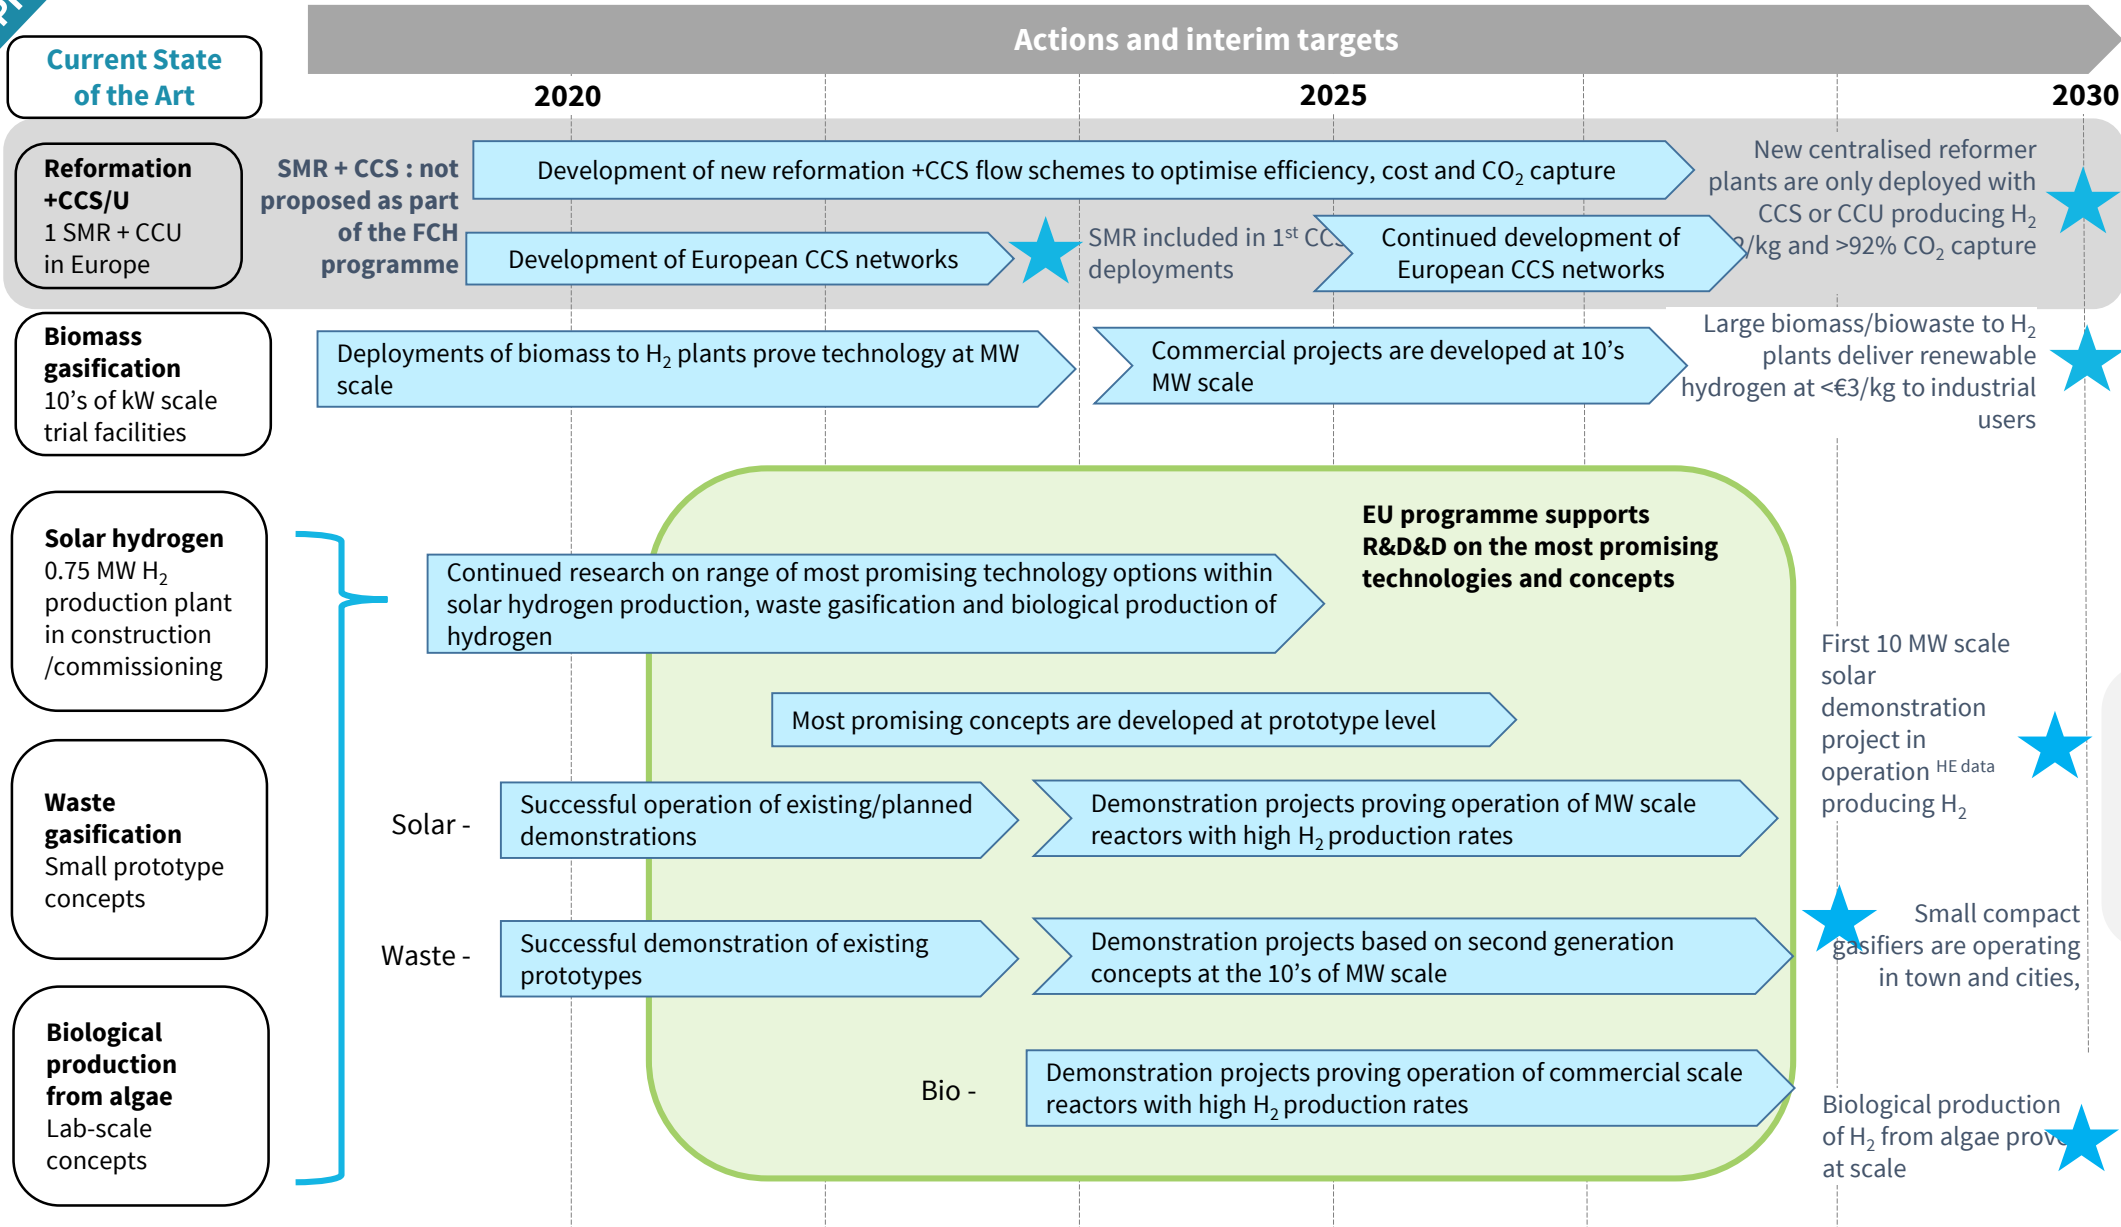 Actions and interim targets
Current State
of the Art
2020
2025
2030
Reformation
+CCS/U
1 SMR + CCU
in Europe
SMR + CCS : not
proposed as part
of the FCH
programme
Development of new reformation +CCS flow schemes to optimise efficiency, cost and CO₂ capture
Development of European CCS networks
SMR included in 1st CCS
deployments
Continued development of
European CCS networks
New centralised reformer
plants are only deployed with
CCS or CCU producing H₂
/kg and >92% CO₂ capture
Biomass
gasification
10's of kW scale
trial facilities
Deployments of biomass to H₂ plants prove technology at MW
scale
Commercial projects are developed at 10's
MW scale
Large biomass/biowaste to H₂
plants deliver renewable
hydrogen at <€3/kg to industrial
users
Solar hydrogen
0.75 MW H₂
production plant
in construction
/commissioning
EU programme supports
R&D&D on the most promising
technologies and concepts
Continued research on range of most promising technology options within
solar hydrogen production, waste gasification and biological production of
hydrogen
Most promising concepts are developed at prototype level
First 10 MW scale
solar
demonstration
project in
operation HE data
producing H₂
Waste
gasification
Small prototype
concepts
Solar -
Successful operation of existing/planned
demonstrations
Demonstration projects proving operation of MW scale
reactors with high H₂ production rates
Waste -
Successful demonstration of existing
prototypes
Demonstration projects based on second generation
concepts at the 10's of MW scale
Small compact
gasifiers are operating
in town and cities,
Biological
production
from algae
Lab-scale
concepts
Bio -
Demonstration projects proving operation of commercial scale
reactors with high H₂ production rates
Biological production
of H₂ from algae
at scale